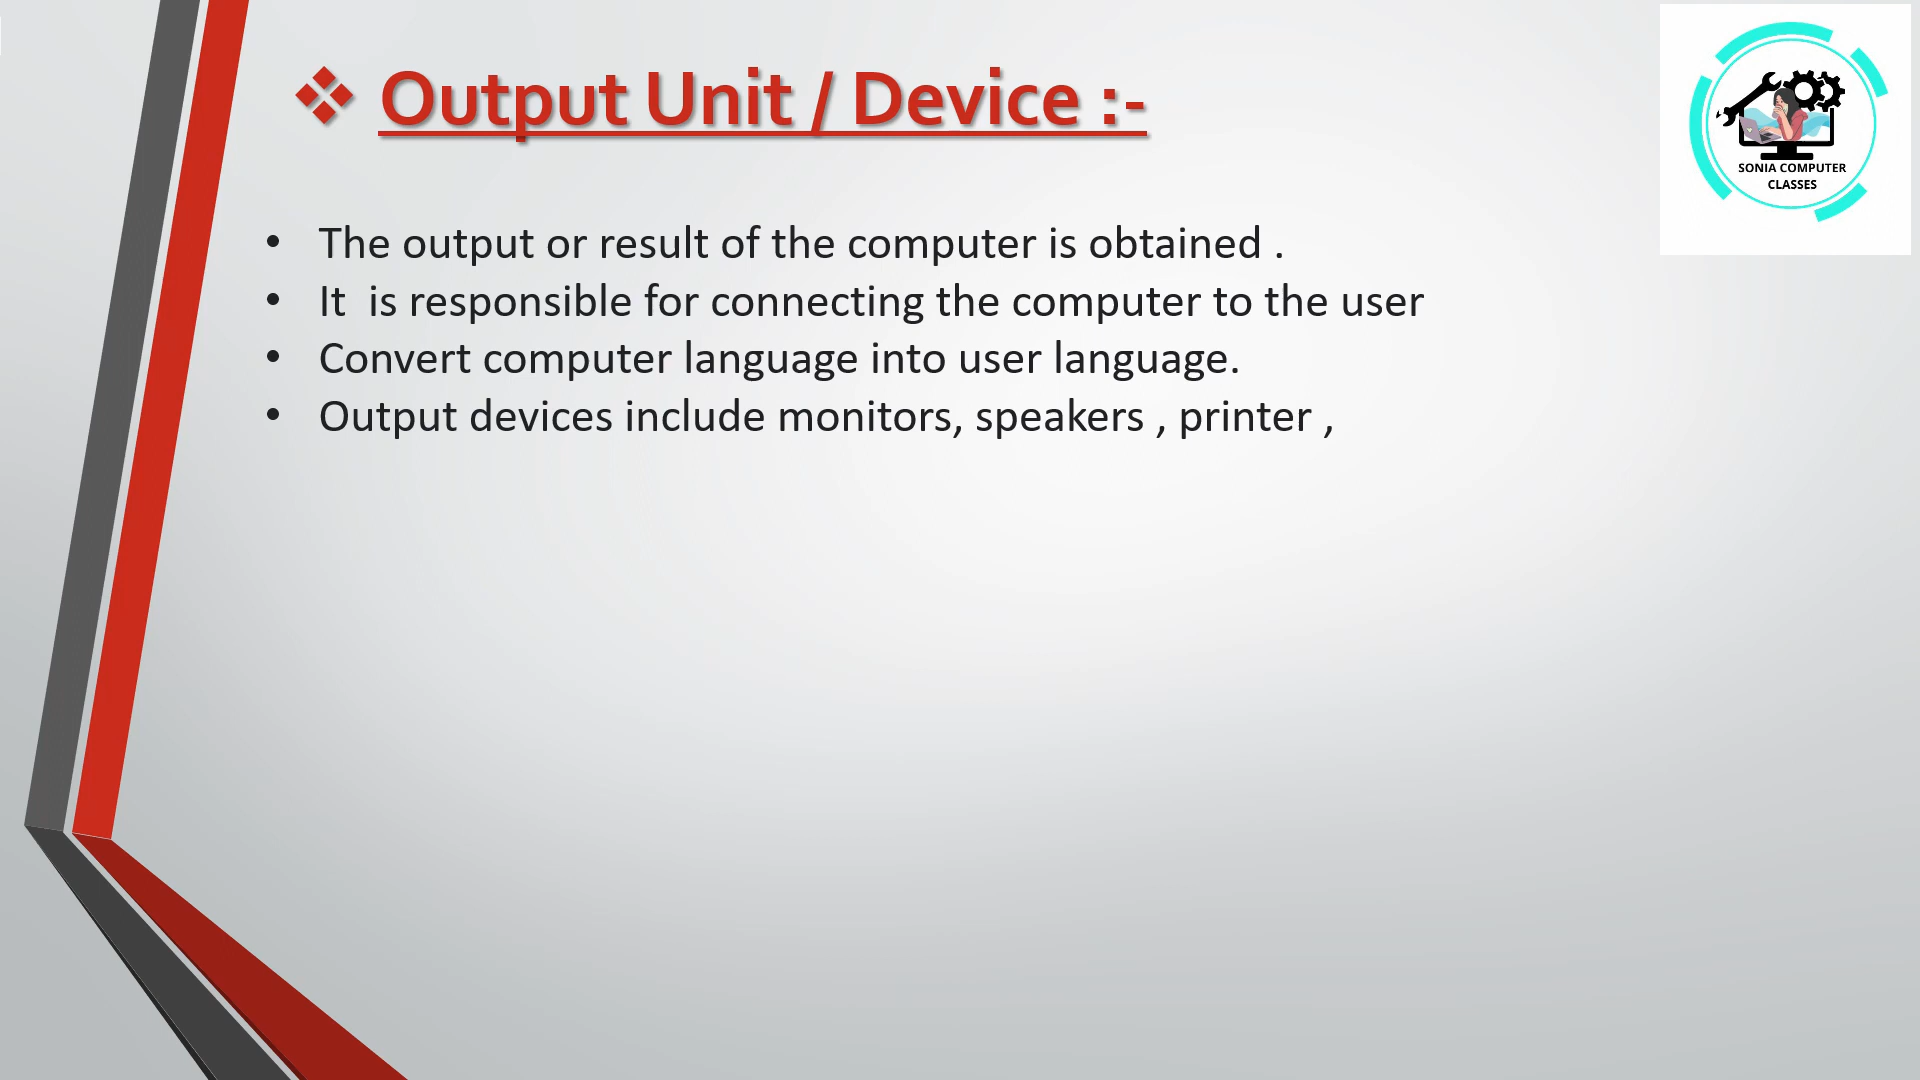 ❖ Output Unit / Device :-
SONIA COMPUTER
CLASSES
• The output or result of the computer is obtained .
• It  is responsible for connecting the computer to the user
• Convert computer language into user language.
• Output devices include monitors, speakers , printer ,